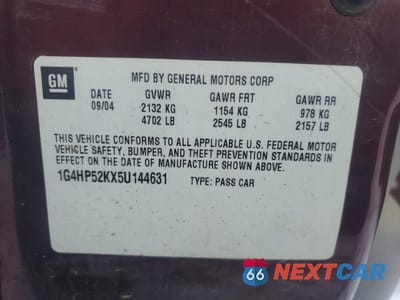 GM
MFD BY GENERAL MOTORS CORP
DATE GVWR GAWR FRT GAWR RR
09/04 2132 KG 1154 KG 978 KG
4702 LB 2545 LB 2157 LB
THIS VEHICLE CONFORMS TO ALL APPLICABLE U.S. FEDERAL MOTOR
VEHICLE SAFETY, BUMPER, AND THEFT PREVENTION STANDARDS IN
EFFECT ON THE DATE OF MANUFACTURE SHOWN ABOVE.
1G4HP52KX5U144631 TYPE: PASS CAR
66 NEXTCAR